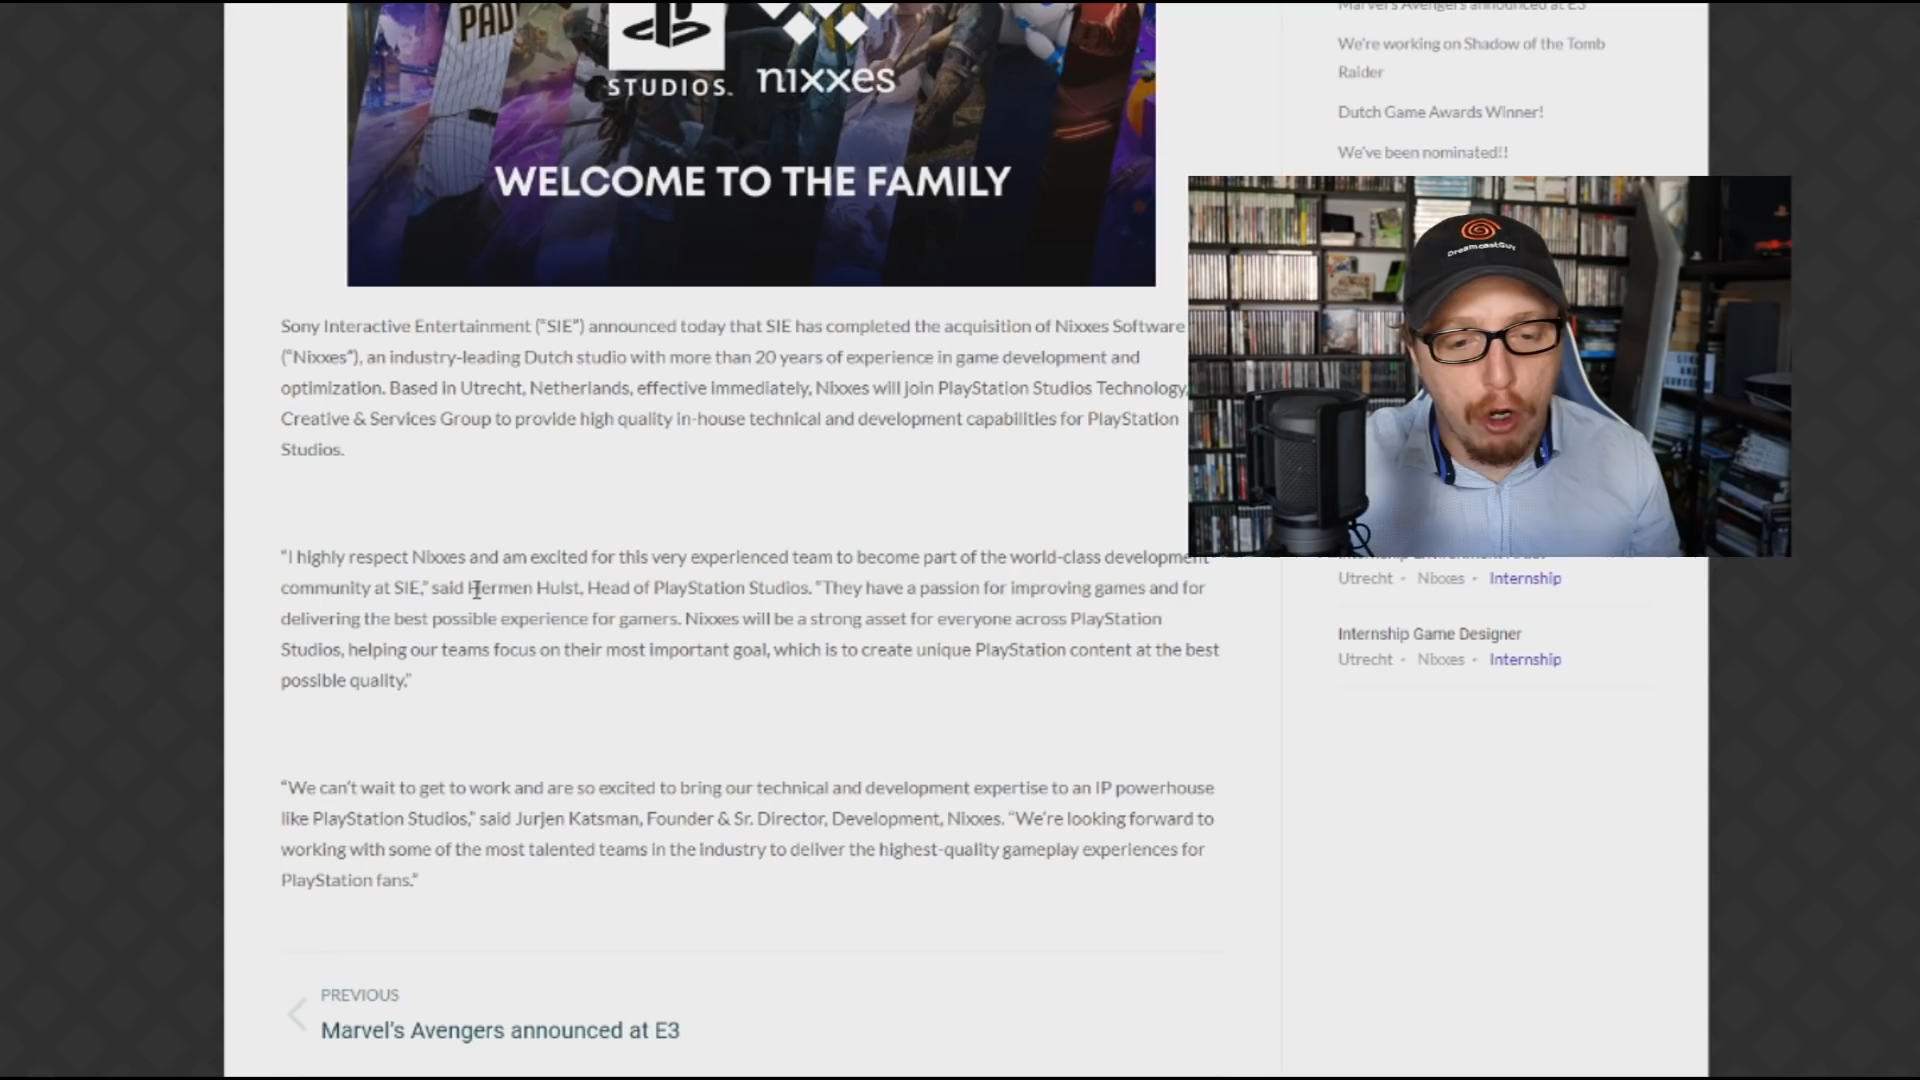 PAD
STUDIOS.
nixxes
WELCOME TO THE FAMILY
Sony Interactive Entertainment (“SIE”) announced today that SIE has completed the acquisition of Nixxes Software
(“Nixxes”), an industry-leading Dutch studio with more than 20 years of experience in game development and
optimization. Based in Utrecht, Netherlands, effective immediately, Nixxes will join PlayStation Studios Technology,
Creative & Services Group to provide high quality in-house technical and development capabilities for PlayStation
Studios.
“I highly respect Nixxes and am excited for this very experienced team to become part of the world-class development
community at SIE,” said Hermen Hulst, Head of PlayStation Studios. “They have a passion for improving games and for
delivering the best possible experience for gamers. Nixxes will be a strong asset for everyone across PlayStation
Studios, helping our teams focus on their most important goal, which is to create unique PlayStation content at the best
possible quality.”
“We can’t wait to get to work and are so excited to bring our technical and development expertise to an IP powerhouse
like PlayStation Studios,” said Jurjen Katsman, Founder & Sr. Director, Development, Nixxes. “We’re looking forward to
working with some of the most talented teams in the industry to deliver the highest-quality gameplay experiences for
PlayStation fans.”
PREVIOUS
Marvel’s Avengers announced at E3
Marvel’s Avengers announced at E3
We’re working on Shadow of the Tomb
Raider
Dutch Game Awards Winner!
We’ve been nominated!!
DreamcastGuy
Utrecht · Nixxes · Internship
Internship Game Designer
Utrecht · Nixxes · Internship